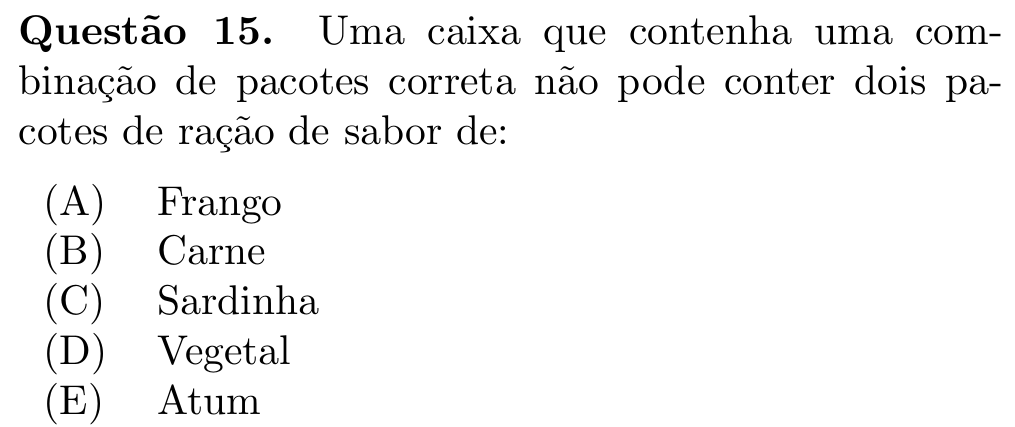 Questão 15. Uma caixa que contenha uma com-
binação de pacotes correta não pode conter dois pa-
cotes de ração de sabor de:
(A) Frango
(B) Carne
(C) Sardinha
(D) Vegetal
(E) Atum